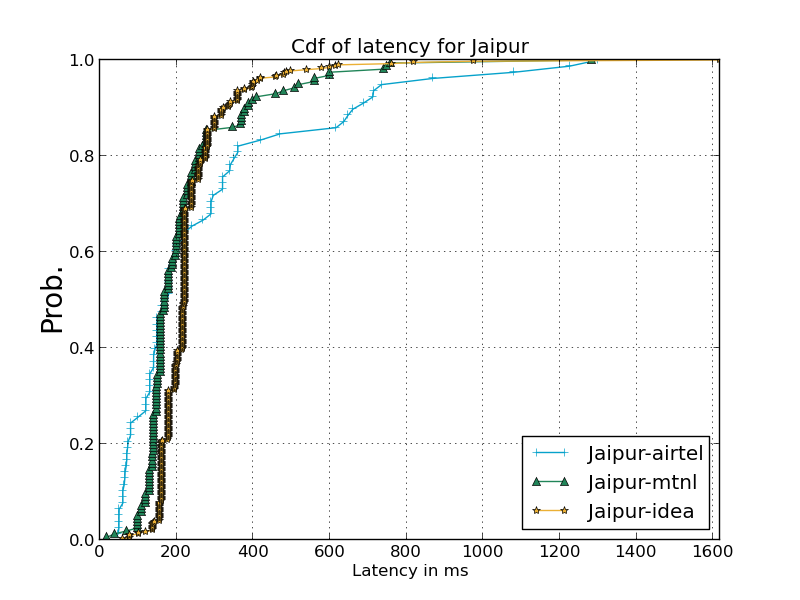 Cdf of latency for Jaipur
Prob.
1.0
0.8
0.6
0.4
0.2
0.0
0 200 400 600 800 1000 1200 1400 1600
Latency in ms
Jaipur-airtel
Jaipur-mtnl
Jaipur-idea